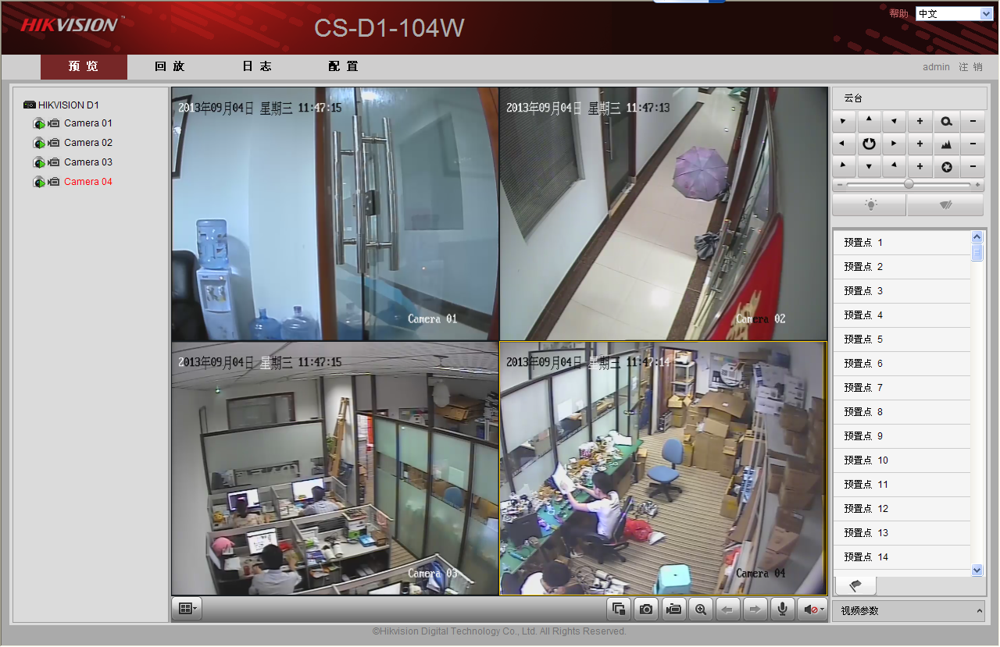 HIKVISION™
CS-D1-104W
帮助
中文
预览
回放
日志
配置
admin
注销
HIKVISION D1
Camera 01
Camera 02
Camera 03
Camera 04
2013年09月04日 星期三 11:47:15
Camera 01
2013年09月04日 星期三 11:47:13
Camera 02
2013年09月04日 星期三 11:47:15
Camera 03
2013年09月04日 星期三 11:47:14
Camera 04
云台
预置点 1
预置点 2
预置点 3
预置点 4
预置点 5
预置点 6
预置点 7
预置点 8
预置点 9
预置点 10
预置点 11
预置点 12
预置点 13
预置点 14
视频参数
©Hikvision Digital Technology Co., Ltd. All Rights Reserved.